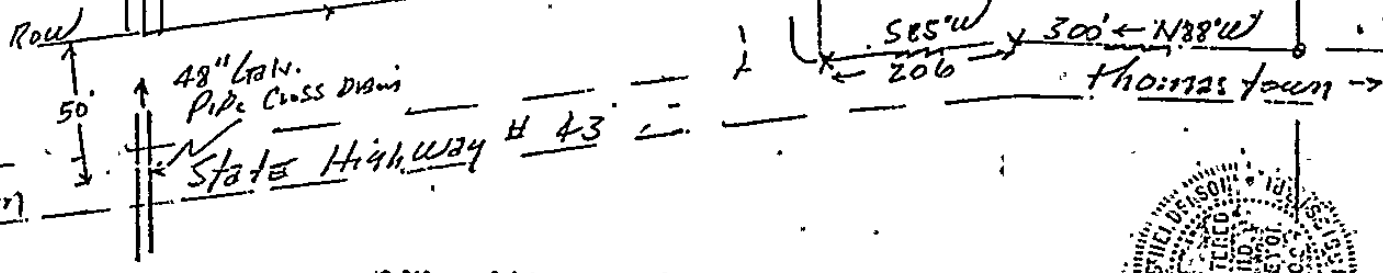 Row
50'
48" Galv.
Pipe Cross Drain
State Highway # 43
S85°W
206
300' ← N88°W
Thomastown →